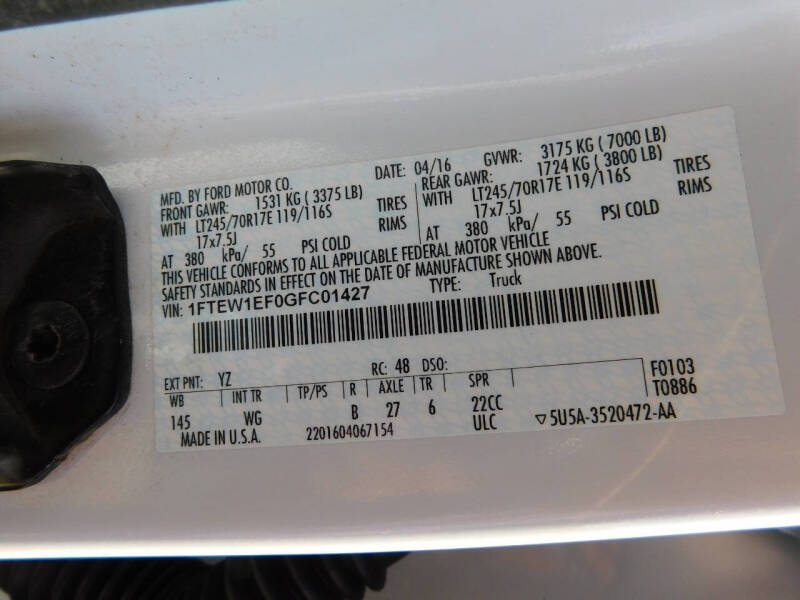 MFD. BY FORD MOTOR CO. DATE: 04/16 GVWR: 3175 KG ( 7000 LB)
FRONT GAWR: 1531 KG ( 3375 LB) REAR GAWR: 1724 KG ( 3800 LB)
WITH LT245/70R17E 119/116S TIRES WITH LT245/70R17E 119/116S TIRES
17x7.5J RIMS 17x7.5J RIMS
AT 380 kPa/ 55 PSI COLD AT 380 kPa/ 55 PSI COLD
THIS VEHICLE CONFORMS TO ALL APPLICABLE FEDERAL MOTOR VEHICLE
SAFETY STANDARDS IN EFFECT ON THE DATE OF MANUFACTURE SHOWN ABOVE.
VIN: 1FTEW1EF0GFC01427 TYPE: Truck
EXT PNT: YZ RC: 48 DSO: F0103
WB INT TR TP/PS R AXLE TR SPR T0886
145 WG B 27 6 22CC
MADE IN U.S.A. 2201604067154 ULC ▽5U5A-3520472-AA